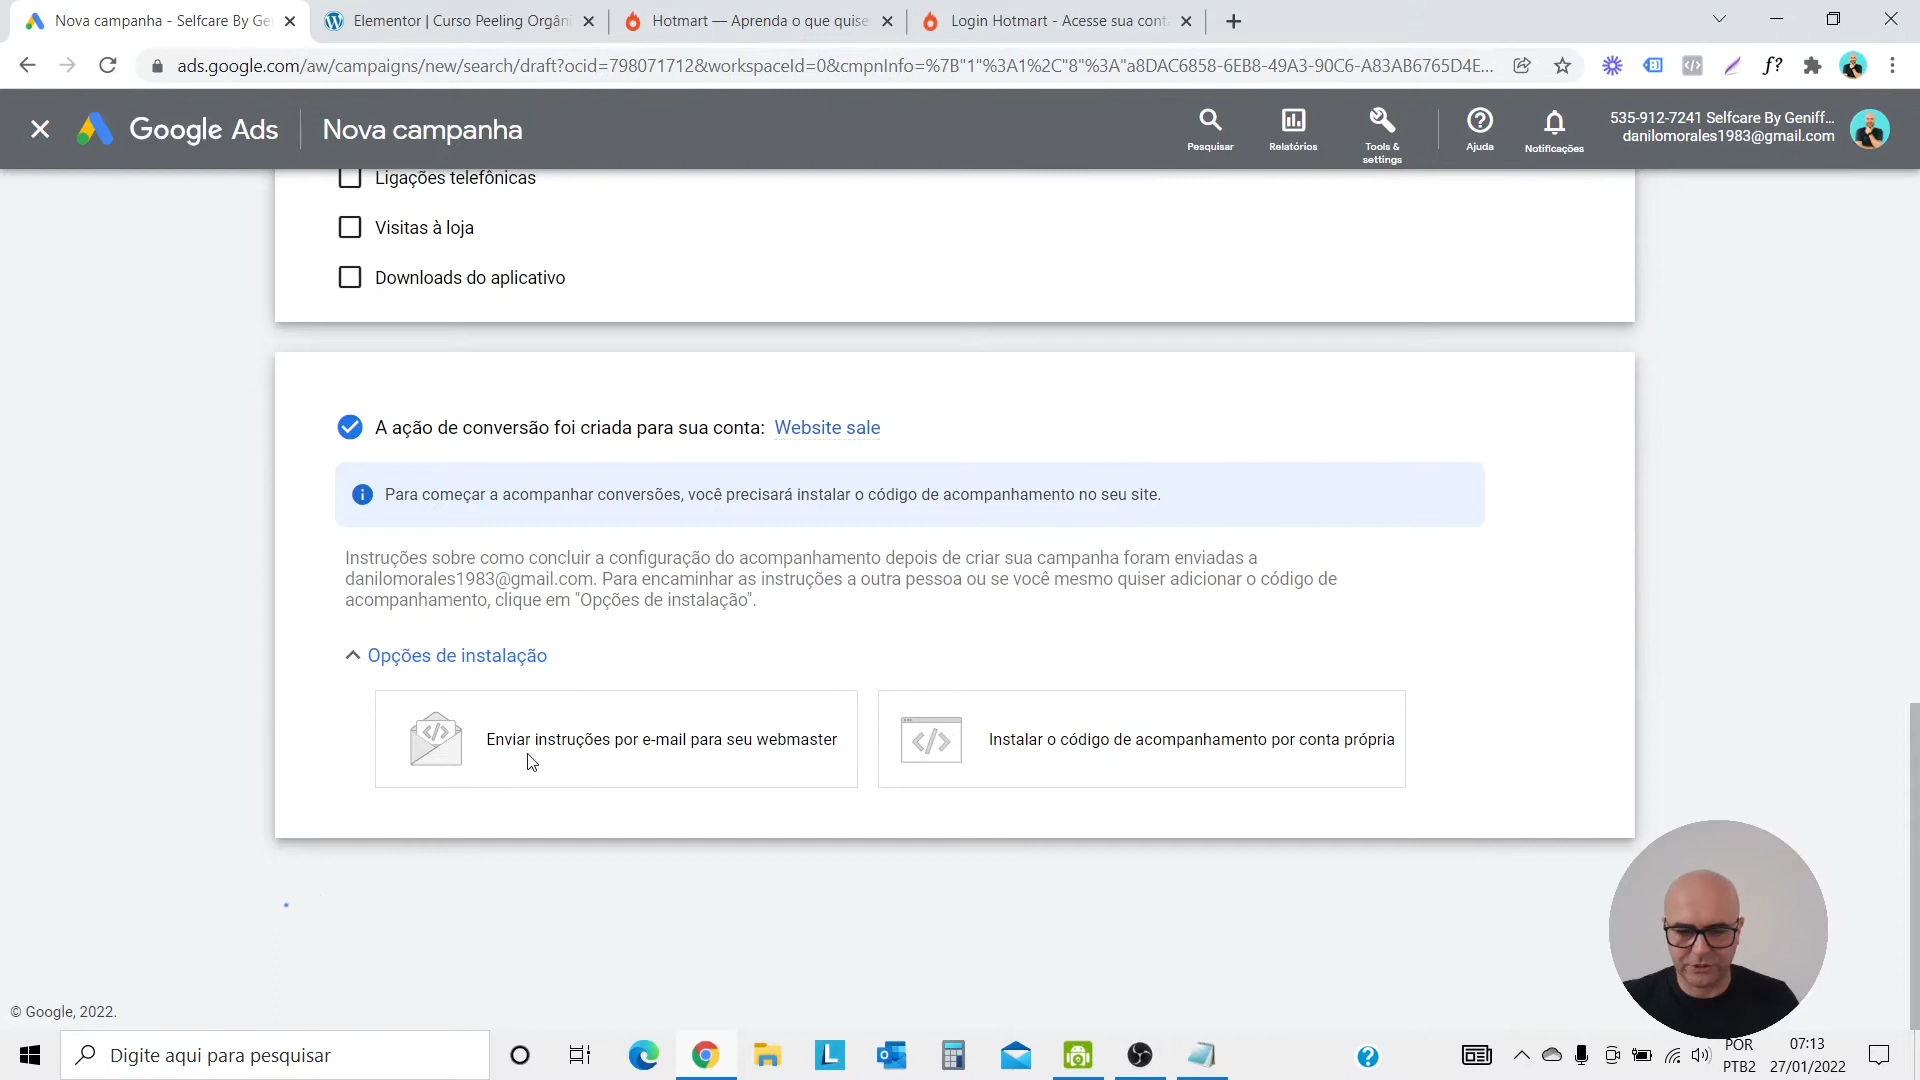 Nova campanha - Selfcare By Ge
Elementor | Curso Peeling Orgâni
Hotmart — Aprenda o que quise
Login Hotmart - Acesse sua cont
ads.google.com/aw/campaigns/new/search/draft?ocid=798071712&workspaceId=0&cmpnInfo=%7B"1"%3A1%2C"8"%3A"a8DAC6858-6EB8-49A3-90C6-A83AB6765D4E...
f?
Google Ads
Nova campanha
Pesquisar
Relatórios
Tools &
settings
Ajuda
Notificações
535-912-7241 Selfcare By Geniff...
danilomorales1983@gmail.com
Ligações telefônicas
Visitas à loja
Downloads do aplicativo
A ação de conversão foi criada para sua conta: Website sale
Para começar a acompanhar conversões, você precisará instalar o código de acompanhamento no seu site.
Instruções sobre como concluir a configuração do acompanhamento depois de criar sua campanha foram enviadas a
danilomorales1983@gmail.com. Para encaminhar as instruções a outra pessoa ou se você mesmo quiser adicionar o código de
acompanhamento, clique em "Opções de instalação".
Opções de instalação
Enviar instruções por e-mail para seu webmaster
Instalar o código de acompanhamento por conta própria
© Google, 2022.
Digite aqui para pesquisar
L
POR
PTB2
07:13
27/01/2022